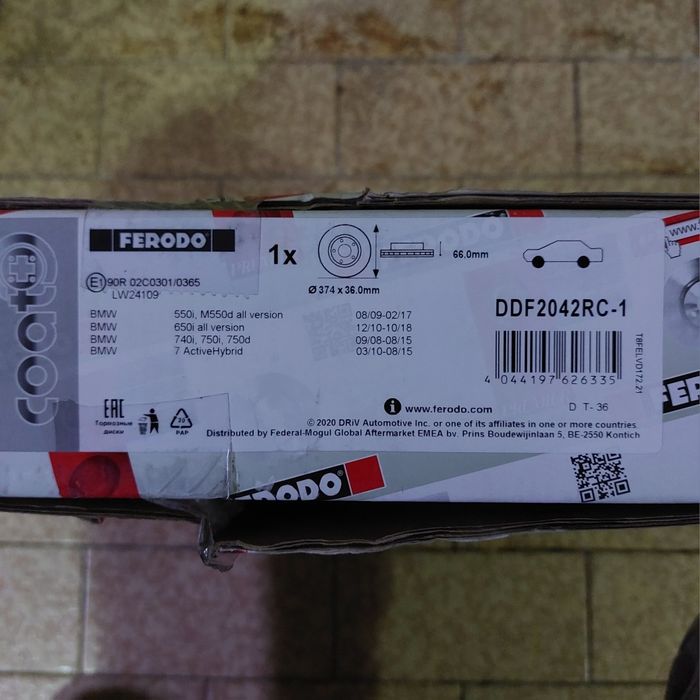 coat
FERODO
1x
66.0mm
Ø 374 x 36.0mm
E1 90R 02C0301/0365
LW24109
BMW 550i, M550d all version 08/09-02/17
BMW 650i all version 12/10-10/18
BMW 740i, 750i, 750d 09/08-08/15
BMW 7 ActiveHybrid 03/10-08/15
DDF2042RC-1
4 044197 626335
T8FELVD172.21
EAC
Тормозные
диски
20
PAP
i www.ferodo.com
D T- 36
© 2020 DRiV Automotive Inc. or one of its affiliates in one or more countries.
Distributed by Federal-Mogul Global Aftermarket EMEA bv. Prins Boudewijnlaan 5, BE-2550 Kontich
FERODO
FE